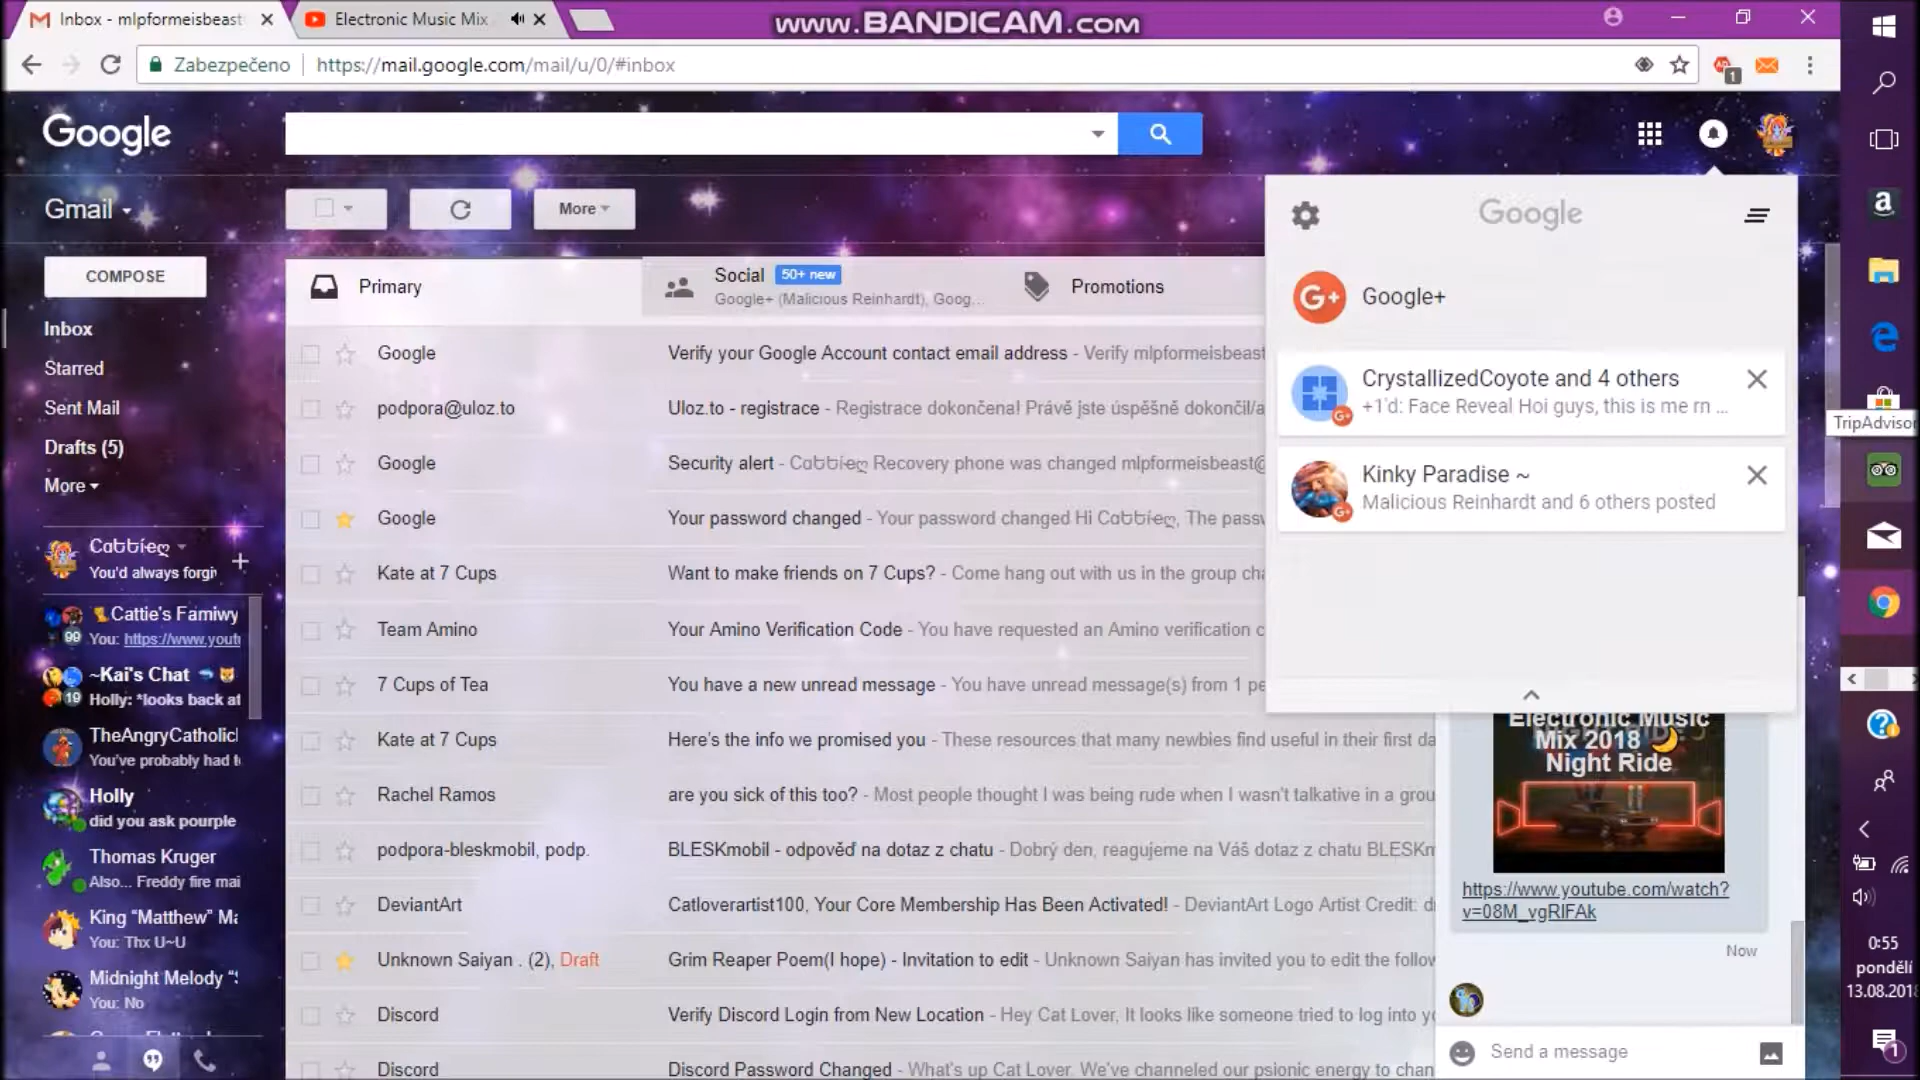 Inbox - mlpformeisbeast
Electronic Music Mix
www.BANDICAM.com
Zabezpečeno
https://mail.google.com/mail/u/0/#inbox
1
Google
Gmail
More
COMPOSE
Inbox
Starred
Sent Mail
Drafts (5)
More
You'd always forgiv
Cattie's Famiwy
99
You: https://www.yout
~Kai's Chat
19
Holly: *looks back at
TheAngryCatholicl
You've probably had t
Holly
did you ask pourple
Thomas Kruger
Also... Freddy fire mai
King “Matthew” Ma
You: Thx U~U
Midnight Melody “S
You: No
Primary
Social
50+ new
Google+ (Malicious Reinhardt), Goog...
Promotions
Google
Verify your Google Account contact email address - Verify mlpformeisbeast
podpora@uloz.to
Uloz.to - registrace - Registrace dokončena! Právě jste úspěšně dokončil/a
Google
Security alert - Cαttíeღ Recovery phone was changed mlpformeisbeast@
Google
Your password changed - Your password changed Hi Cαttíeღ, The passw
Kate at 7 Cups
Want to make friends on 7 Cups? - Come hang out with us in the group cha
Team Amino
Your Amino Verification Code - You have requested an Amino verification c
7 Cups of Tea
You have a new unread message - You have unread message(s) from 1 pe
Kate at 7 Cups
Here's the info we promised you - These resources that many newbies find useful in their first da
Rachel Ramos
are you sick of this too? - Most people thought I was being rude when I wasn't talkative in a grou
podpora-bleskmobil, podp.
BLESKmobil - odpověď na dotaz z chatu - Dobrý den, reagujeme na Váš dotaz z chatu BLESKm
DeviantArt
Catloverartist100, Your Core Membership Has Been Activated! - DeviantArt Logo Artist Credit: d
Unknown Saiyan . (2), Draft
Grim Reaper Poem(I hope) - Invitation to edit - Unknown Saiyan has invited you to edit the follow
Discord
Verify Discord Login from New Location - Hey Cat Lover, It looks like someone tried to log into yo
Discord
Discord Password Changed - What's up Cat Lover, We've channeled our psionic energy to chan
Google
Google+
CrystallizedCoyote and 4 others
+1'd: Face Reveal Hoi guys, this is me rn ...
Kinky Paradise ~
Malicious Reinhardt and 6 others posted
Electronic Music
Mix 2018
Night Ride
https://www.youtube.com/watch?
v=08M_vgRlFAk
Now
Send a message
TripAdvisor
0:55
pondělí
13.08.2018
1